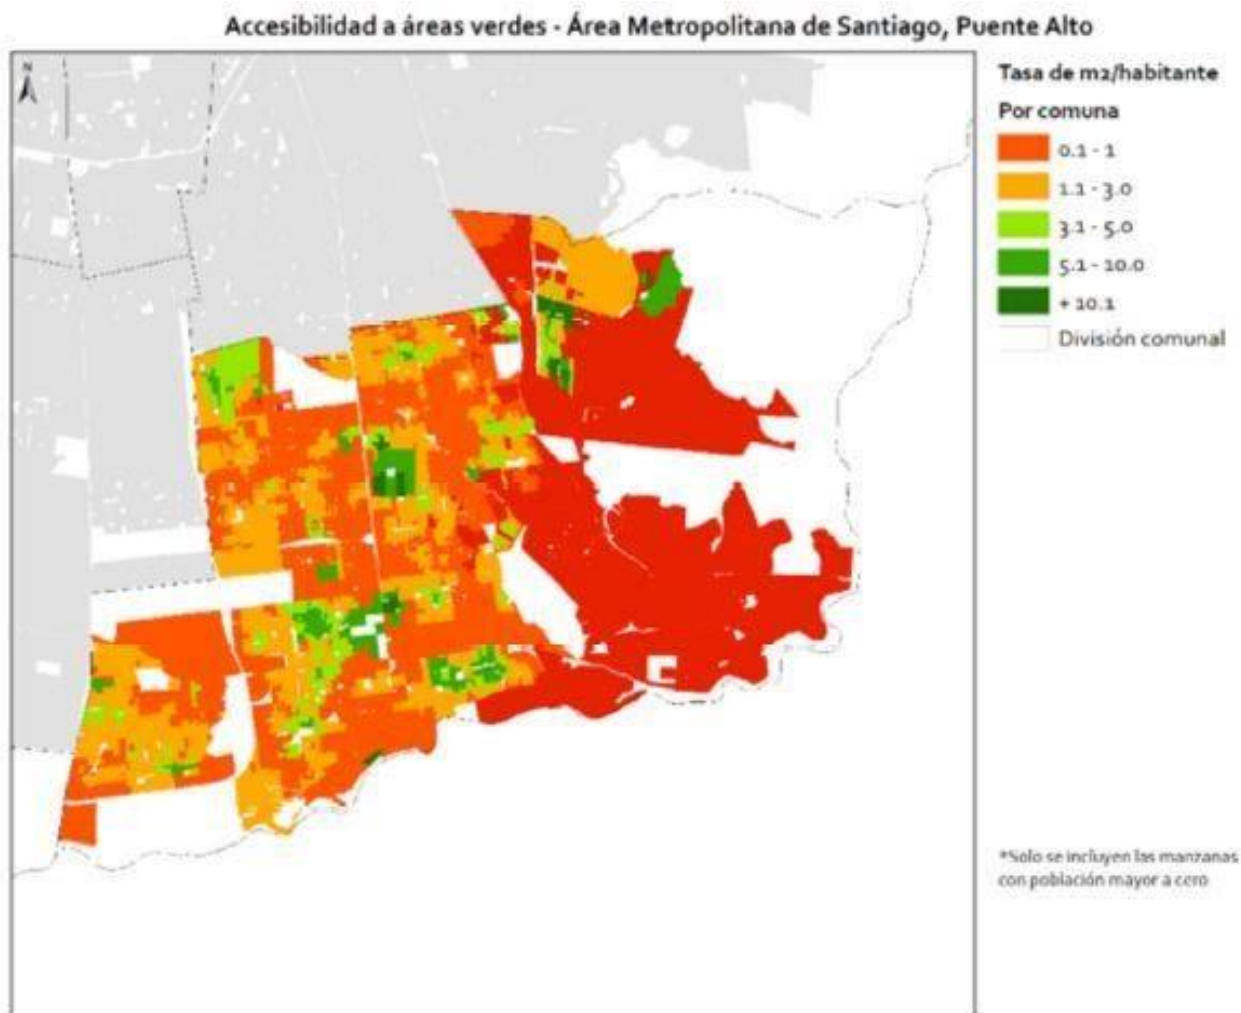 Accesibilidad a áreas verdes - Área Metropolitana de Santiago, Puente Alto
N
Tasa de m2/habitante
Por comuna
0.1 - 1
1.1 - 3.0
3.1 - 5.0
5.1 - 10.0
+ 10.1
División comunal
*Solo se incluyen las manzanas
con población mayor a cero